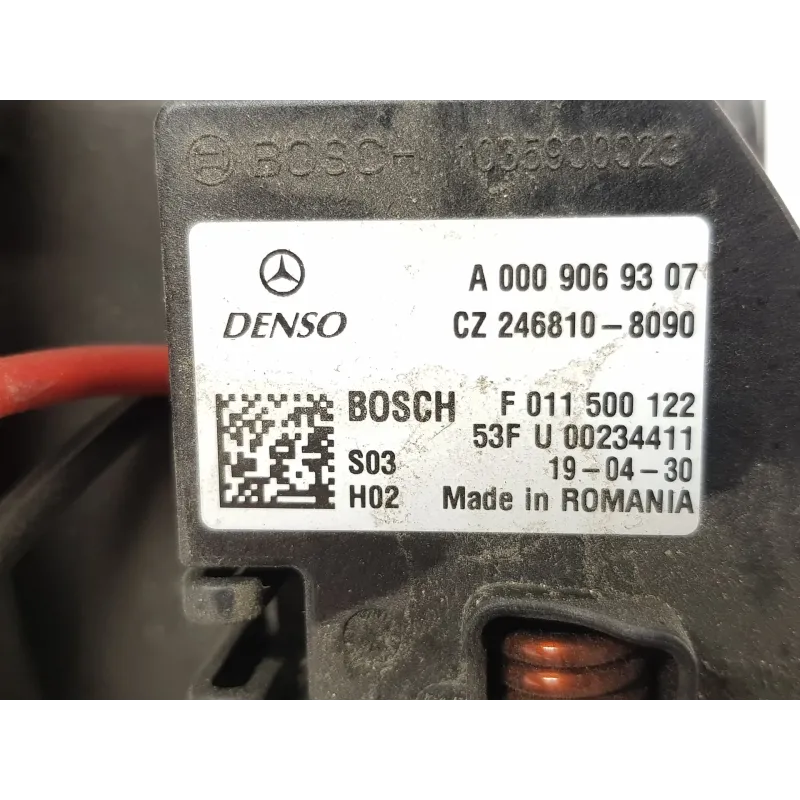 BOSCH 1035900023
A 000 906 93 07
DENSO CZ 246810-8090
BOSCH F 011 500 122
53F U 00234411
S03 19-04-30
H02 Made in ROMANIA